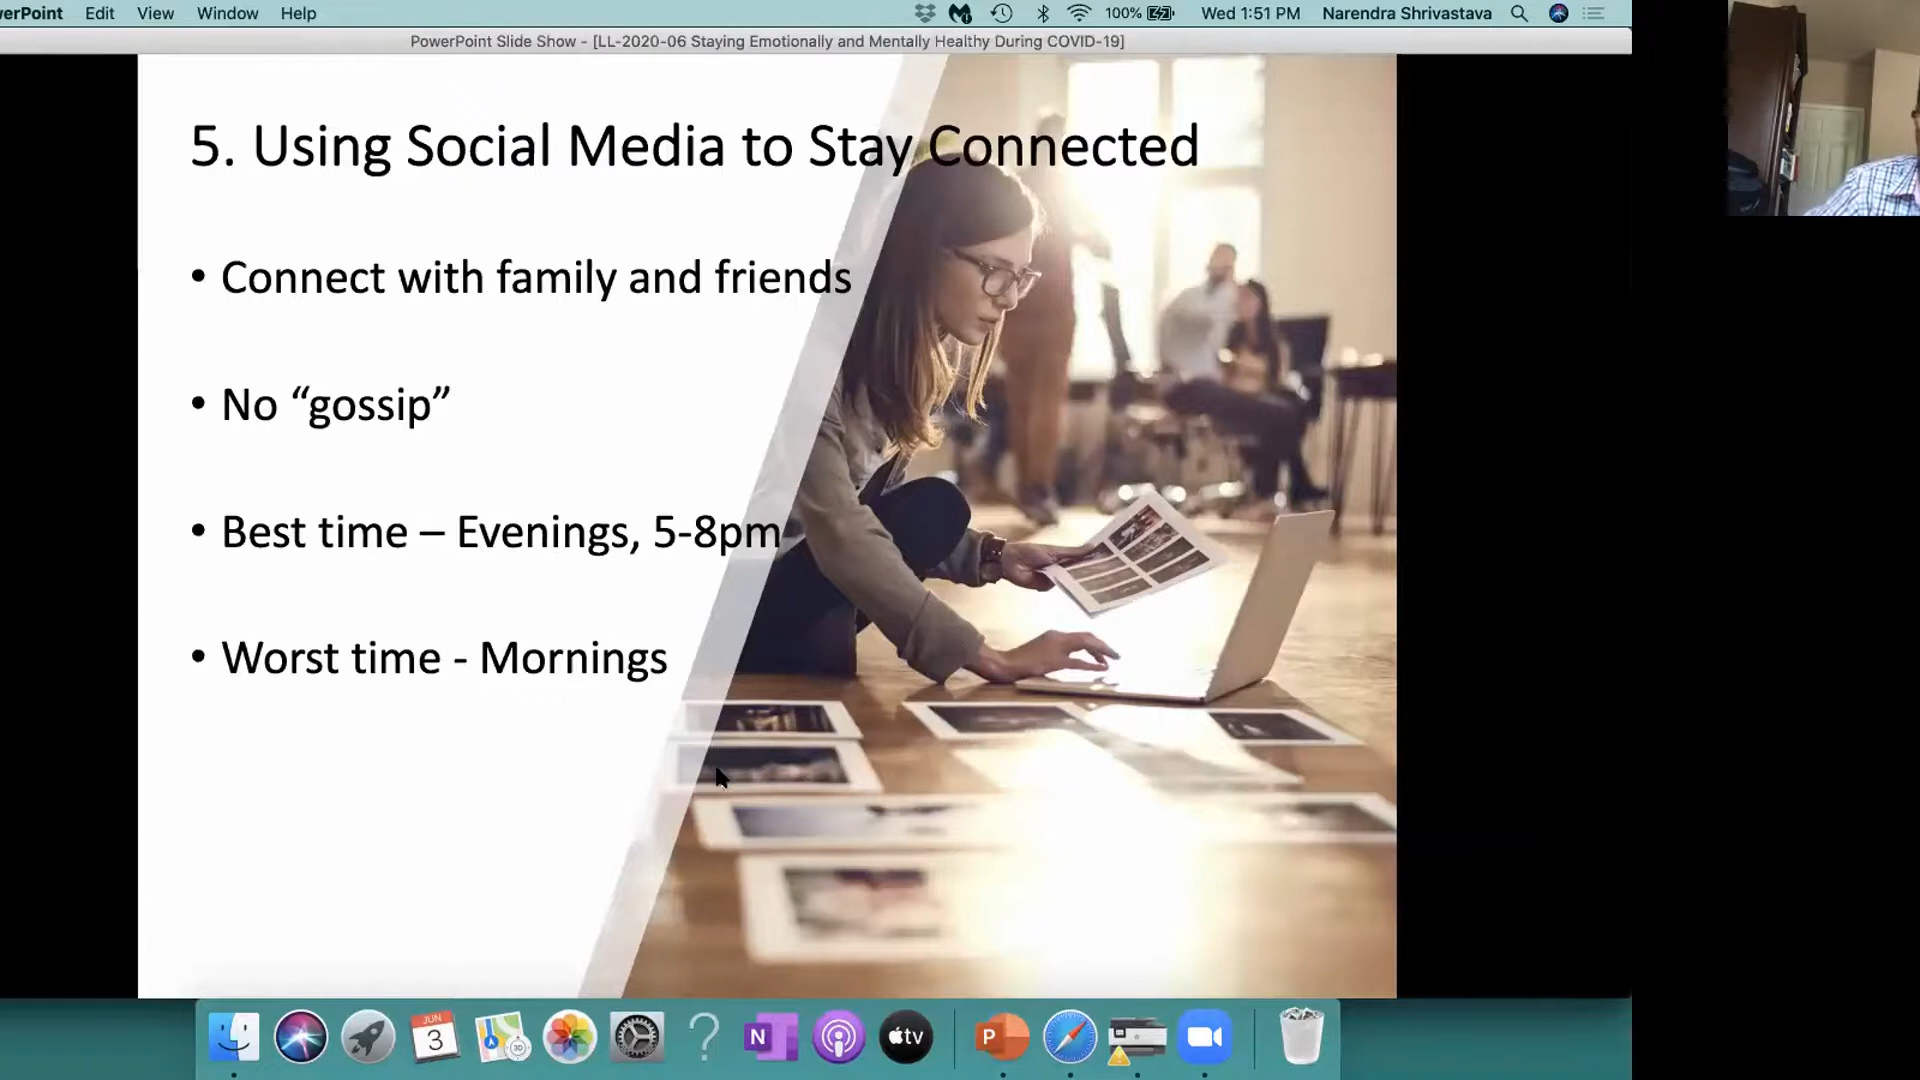 Edit View Window Help 100% Wed 1:51 PM Narendra Shrivastava
PowerPoint Slide Show - [LL-2020-06 Staying Emotionally and Mentally Healthy During COVID-19]
5. Using Social Media to Stay Connected
• Connect with family and friends
• No “gossip”
• Best time – Evenings, 5-8pm
• Worst time - Mornings
JUN
3
3D
N
tv
P